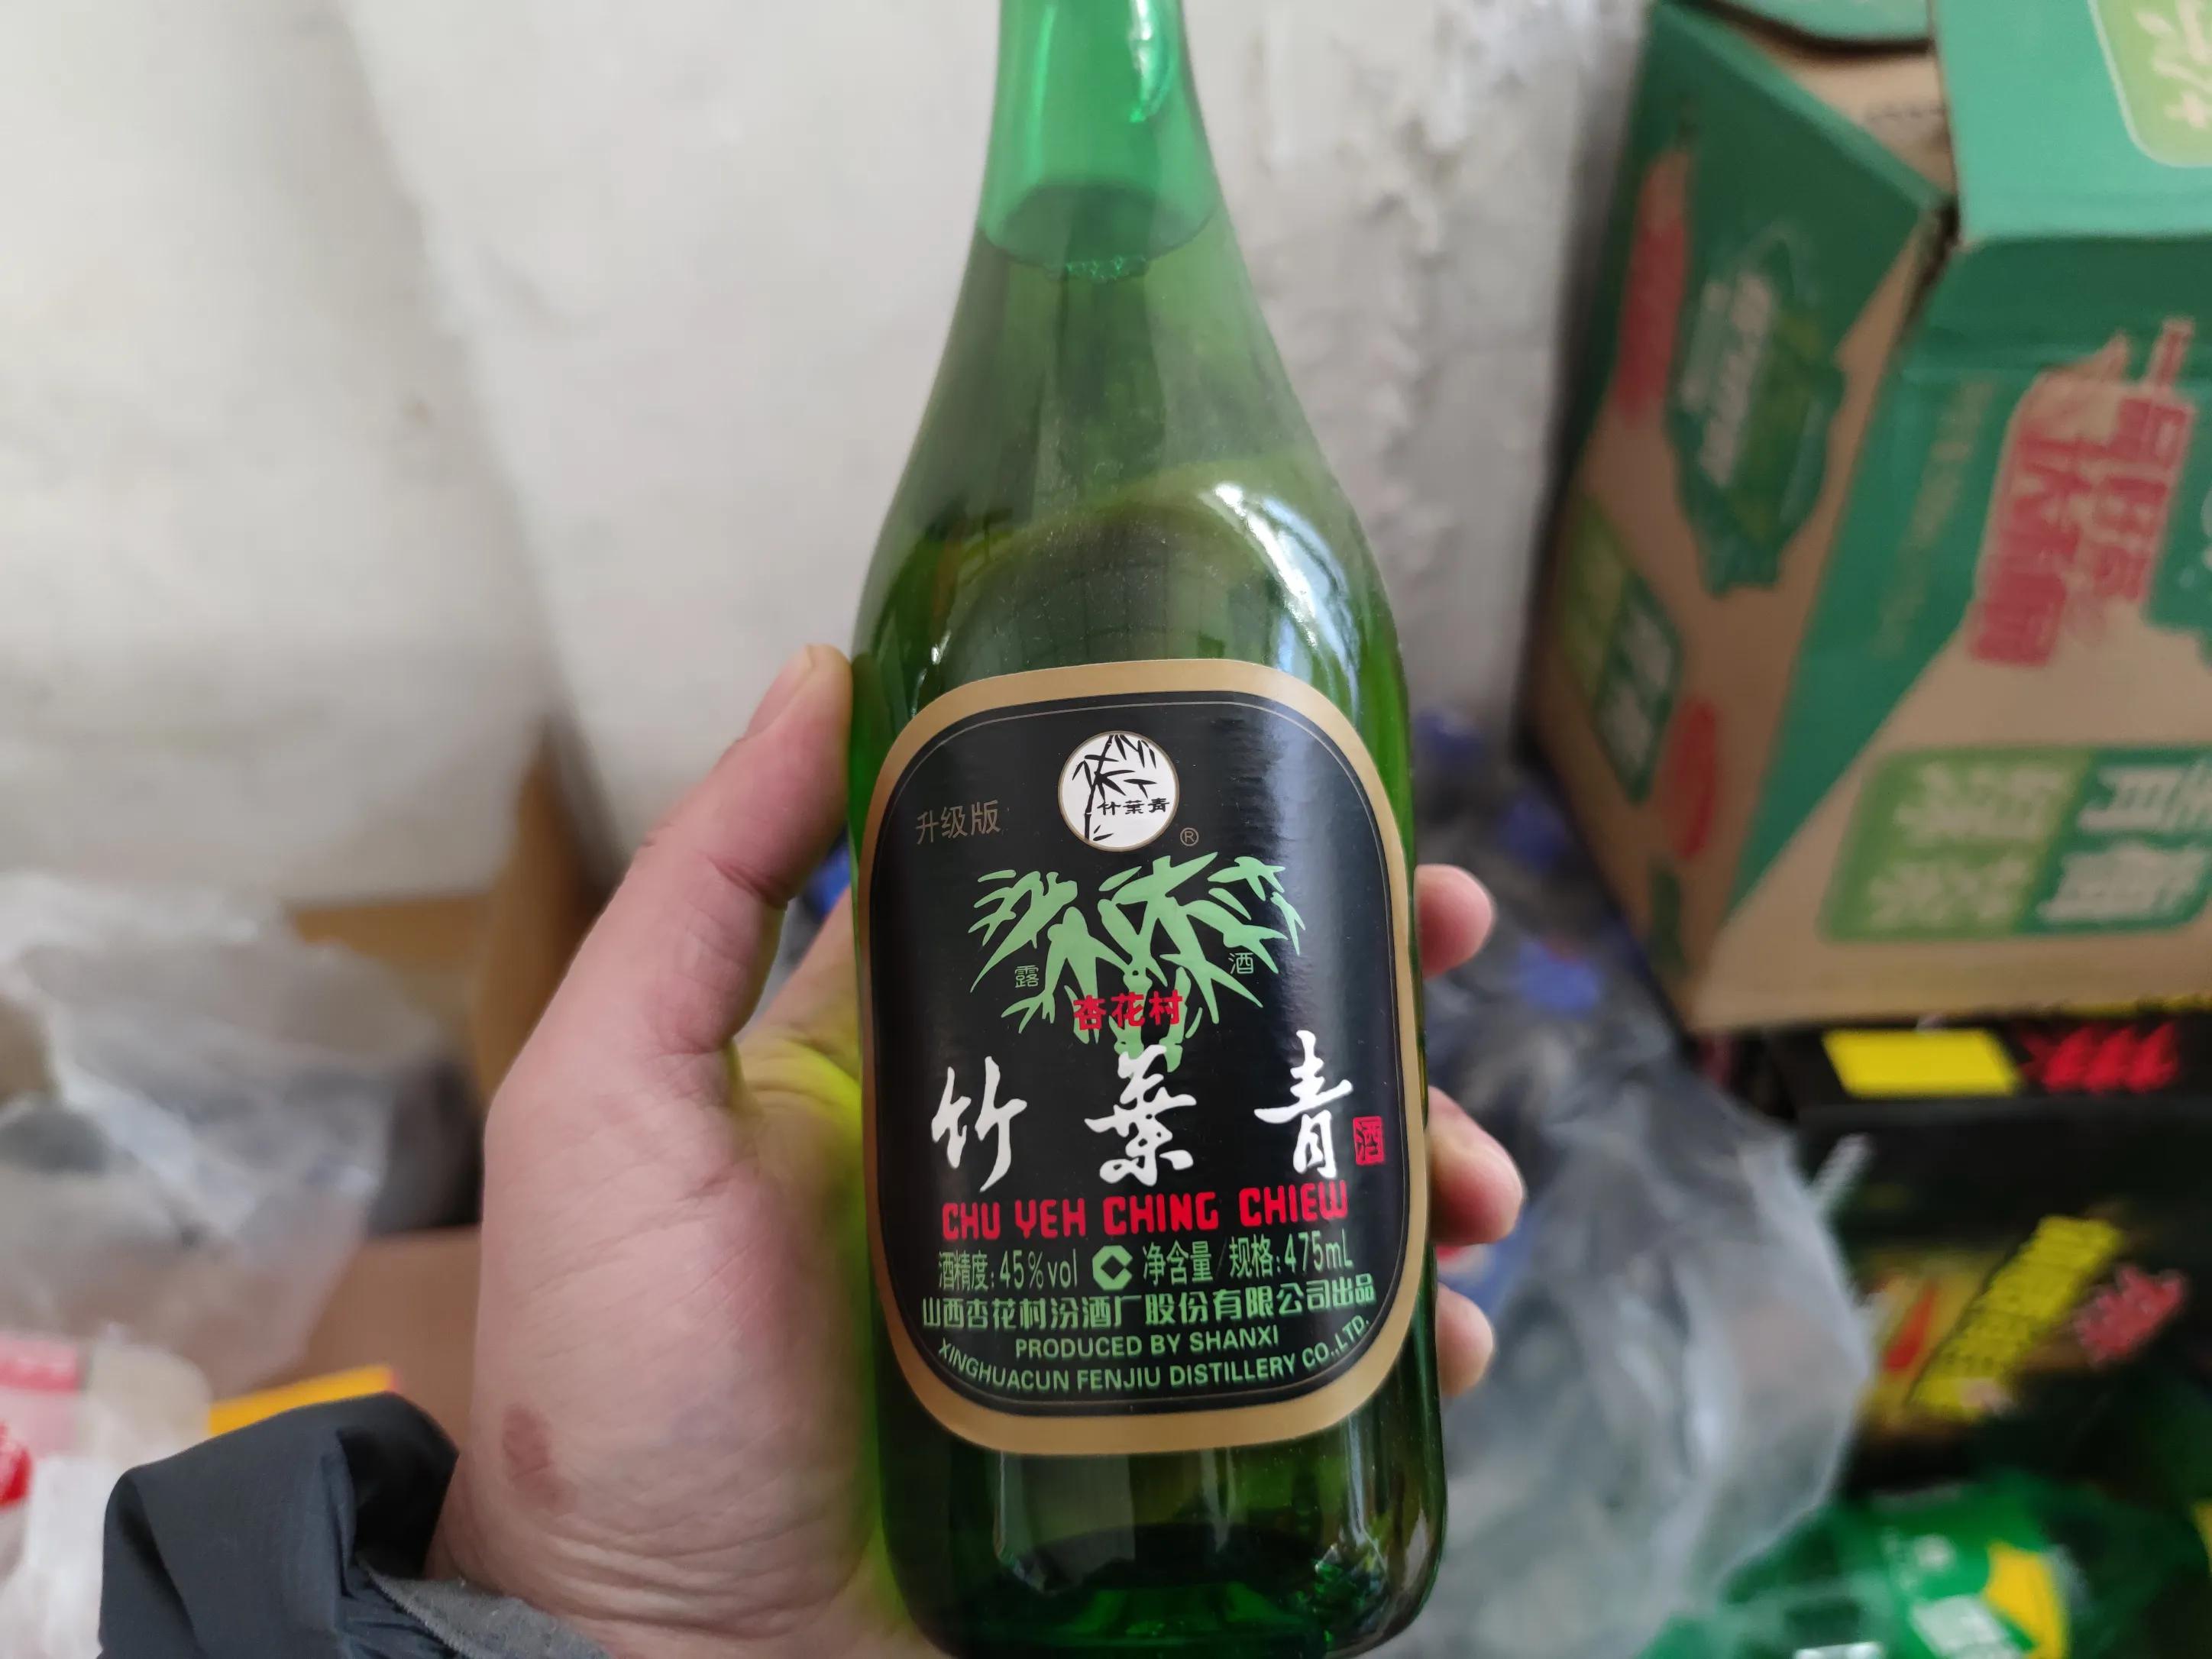 竹葉青
®
升级版
露 酒
杏花村
竹葉青
酒
CHU YEH CHING CHIEW
酒精度:45%vol 净含量/规格:475mL
山西杏花村汾酒厂股份有限公司出品
PRODUCED BY SHANXI
XINGHUACUN FENJIU DISTILLERY CO.,LTD.